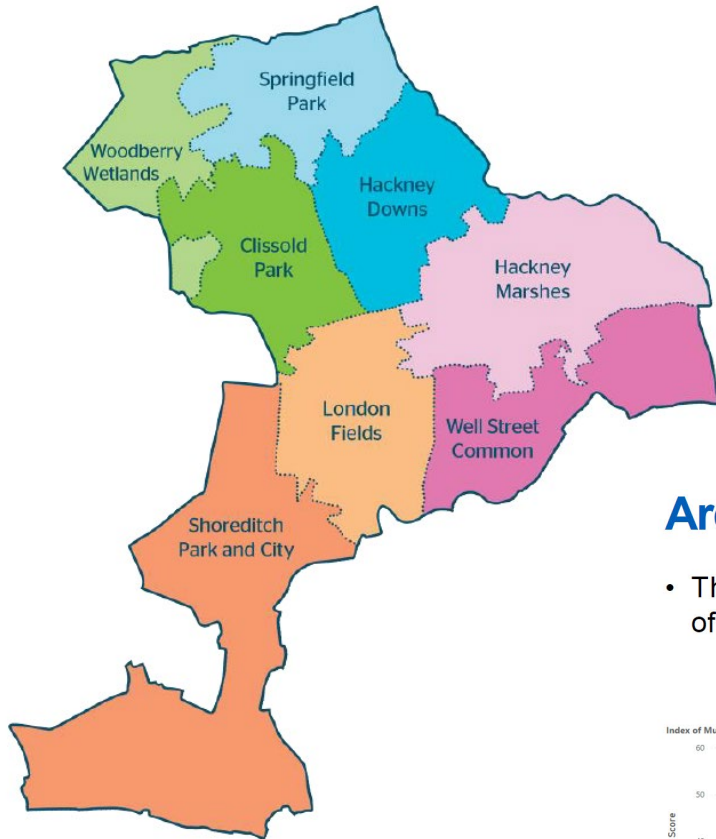 Springfield
Park
Woodberry
Wetlands
Hackney
Downs
Clissold
Park
Hackney
Marshes
London
Fields
Well Street
Common
Shoreditch
Park and City
• Th
of
Index of Mu
60
50
Score